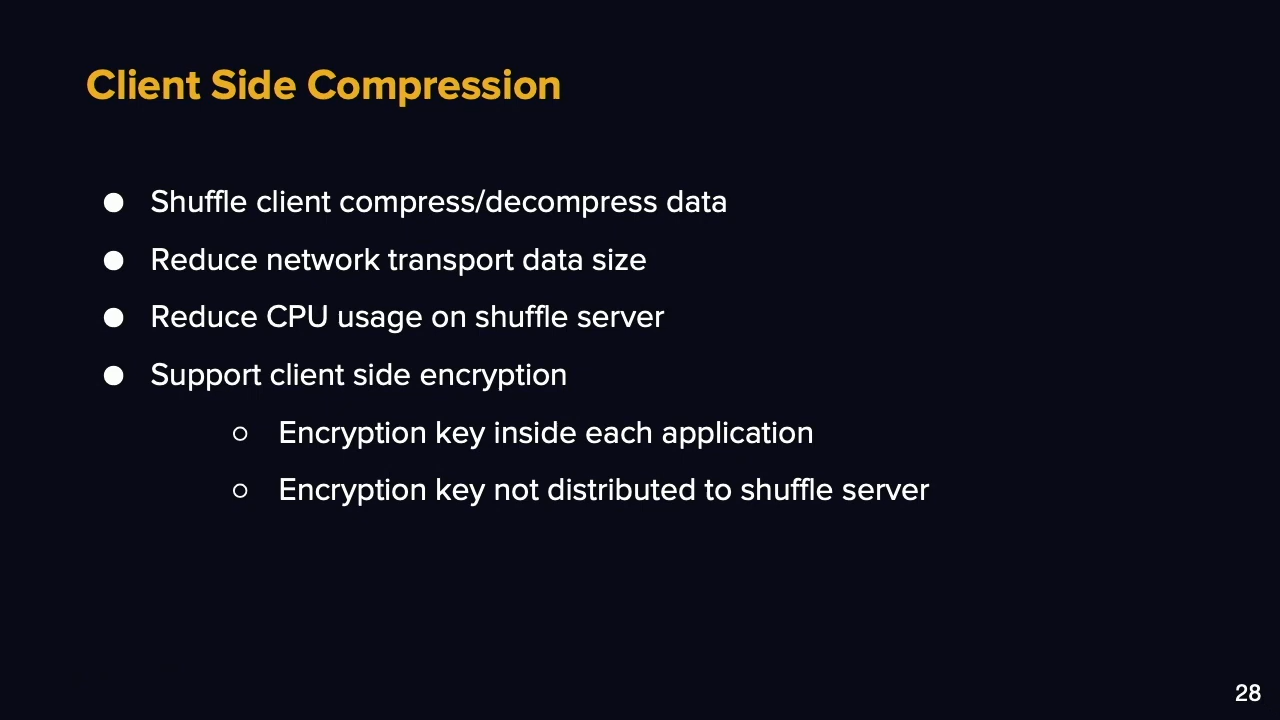 Client Side Compression
● Shuffle client compress/decompress data
● Reduce network transport data size
● Reduce CPU usage on shuffle server
● Support client side encryption
○ Encryption key inside each application
○ Encryption key not distributed to shuffle server
28